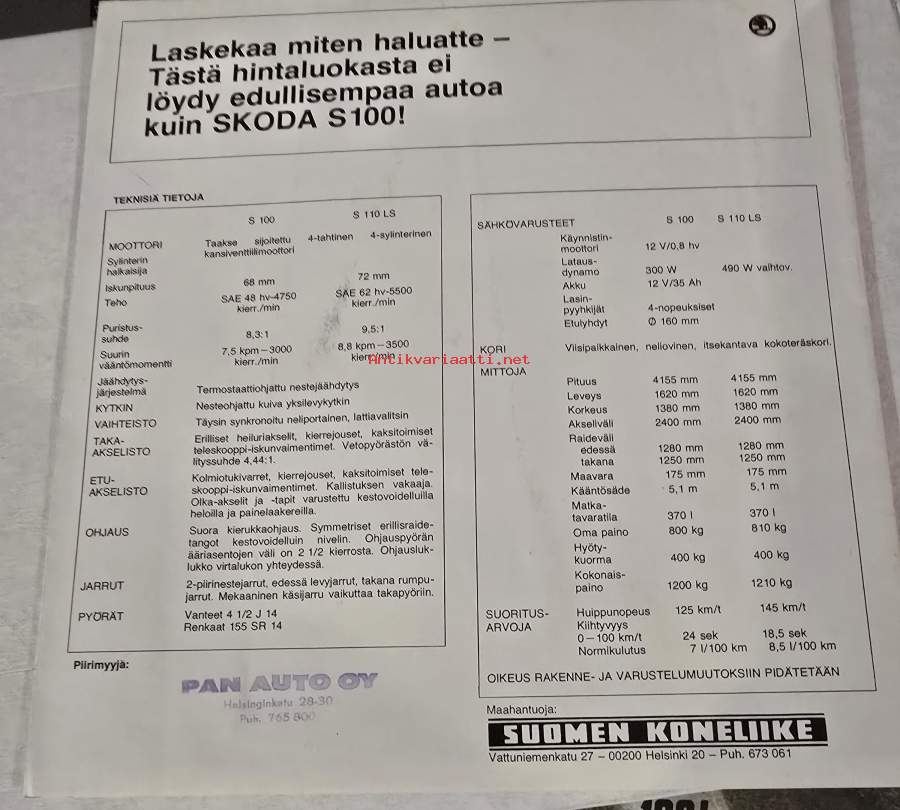 Laskekaa miten haluatte –
Tästä hintaluokasta ei
löydy edullisempaa autoa
kuin SKODA S100!
TEKNISIÄ TIETOJA
S 100 S 110 LS
MOOTTORI Taakse sijoitettu 4-tahtinen 4-sylinterinen
kansiventtiilimoottori
Sylinterin
halkaisija
Iskunpituus 68 mm 72 mm
Teho SAE 48 hv-4750 SAE 62 hv-5500
kierr./min kierr./min
Puristus-
suhde 8,3:1 9,5:1
Suurin 7,5 kpm – 3000 8,8 kpm – 3500
vääntömomentti kierr./min kierr./min
Jäähdytys-
järjestelmä Termostaattiohjattu nestejäähdytys
KYTKIN Nesteohjattu kuiva yksilevykytkin
VAIHTEISTO Täysin synkronoitu neliportainen, lattiavalitsin
TAKA- Erilliset heiluriakselit, kierrejouset, kaksitoimiset
AKSELISTO teleskooppi-iskunvaimentimet. Vetopyörästön vä-
lityssuhde 4,44:1.
ETU- Kolmiotukivarret, kierrejouset, kaksitoimiset tele-
AKSELISTO skooppi-iskunvaimentimet. Kallistuksen vakaaja.
Olka-akselit ja -tapit varustettu kestovoidelluilla
heloilla ja painelaakereilla.
OHJAUS Suora kierukkaohjaus. Symmetriset erillisraide-
tangot kestovoidelluin nivelin. Ohjauspyörän
ääriasentojen väli on 2 1/2 kierrosta. Ohjausluk-
lukko virtalukon yhteydessä.
JARRUT 2-piirinestejarrut, edessä levyjarrut, takana rumpu-
jarrut. Mekaaninen käsijarru vaikuttaa takapyöriin.
PYÖRÄT Vanteet 4 1/2 J 14
Renkaat 155 SR 14
Piirimyyjä:
PAN AUTO OY
Helsinginkatu 28-30
Puh. 765 800
SÄHKÖVARUSTEET S 100 S 110 LS
Käynnistin-
moottori 12 V/0,8 hv
Lataus-
dynamo 300 W 490 W vaihtov.
Akku 12 V/35 Ah
Lasin-
pyyhkijät 4-nopeuksiset
Etulyhdyt Ø 160 mm
KORI Viisipaikkainen, neliovinen, itsekantava kokoteräskori.
MITTOJA
Pituus 4155 mm 4155 mm
Leveys 1620 mm 1620 mm
Korkeus 1380 mm 1380 mm
Akseliväli 2400 mm 2400 mm
Raideväli
edessä 1280 mm 1280 mm
takana 1250 mm 1250 mm
Maavara 175 mm 175 mm
Kääntösäde 5,1 m 5,1 m
Matka-
tavaratila 370 l 370 l
Oma paino 800 kg 810 kg
Hyöty-
kuorma 400 kg 400 kg
Kokonais-
paino 1200 kg 1210 kg
SUORITUS- Huippunopeus 125 km/t 145 km/t
ARVOJA Kiihtyvyys
0–100 km/t 24 sek 18,5 sek
Normikulutus 7 l/100 km 8,5 l/100 km
OIKEUS RAKENNE- JA VARUSTELUMUUTOKSIIN PIDÄTETÄÄN
Maahantuoja:
SUOMEN KONELIIKE
Vattuniemenkatu 27 – 00200 Helsinki 20 – Puh. 673 061
Antikvariaatti.net